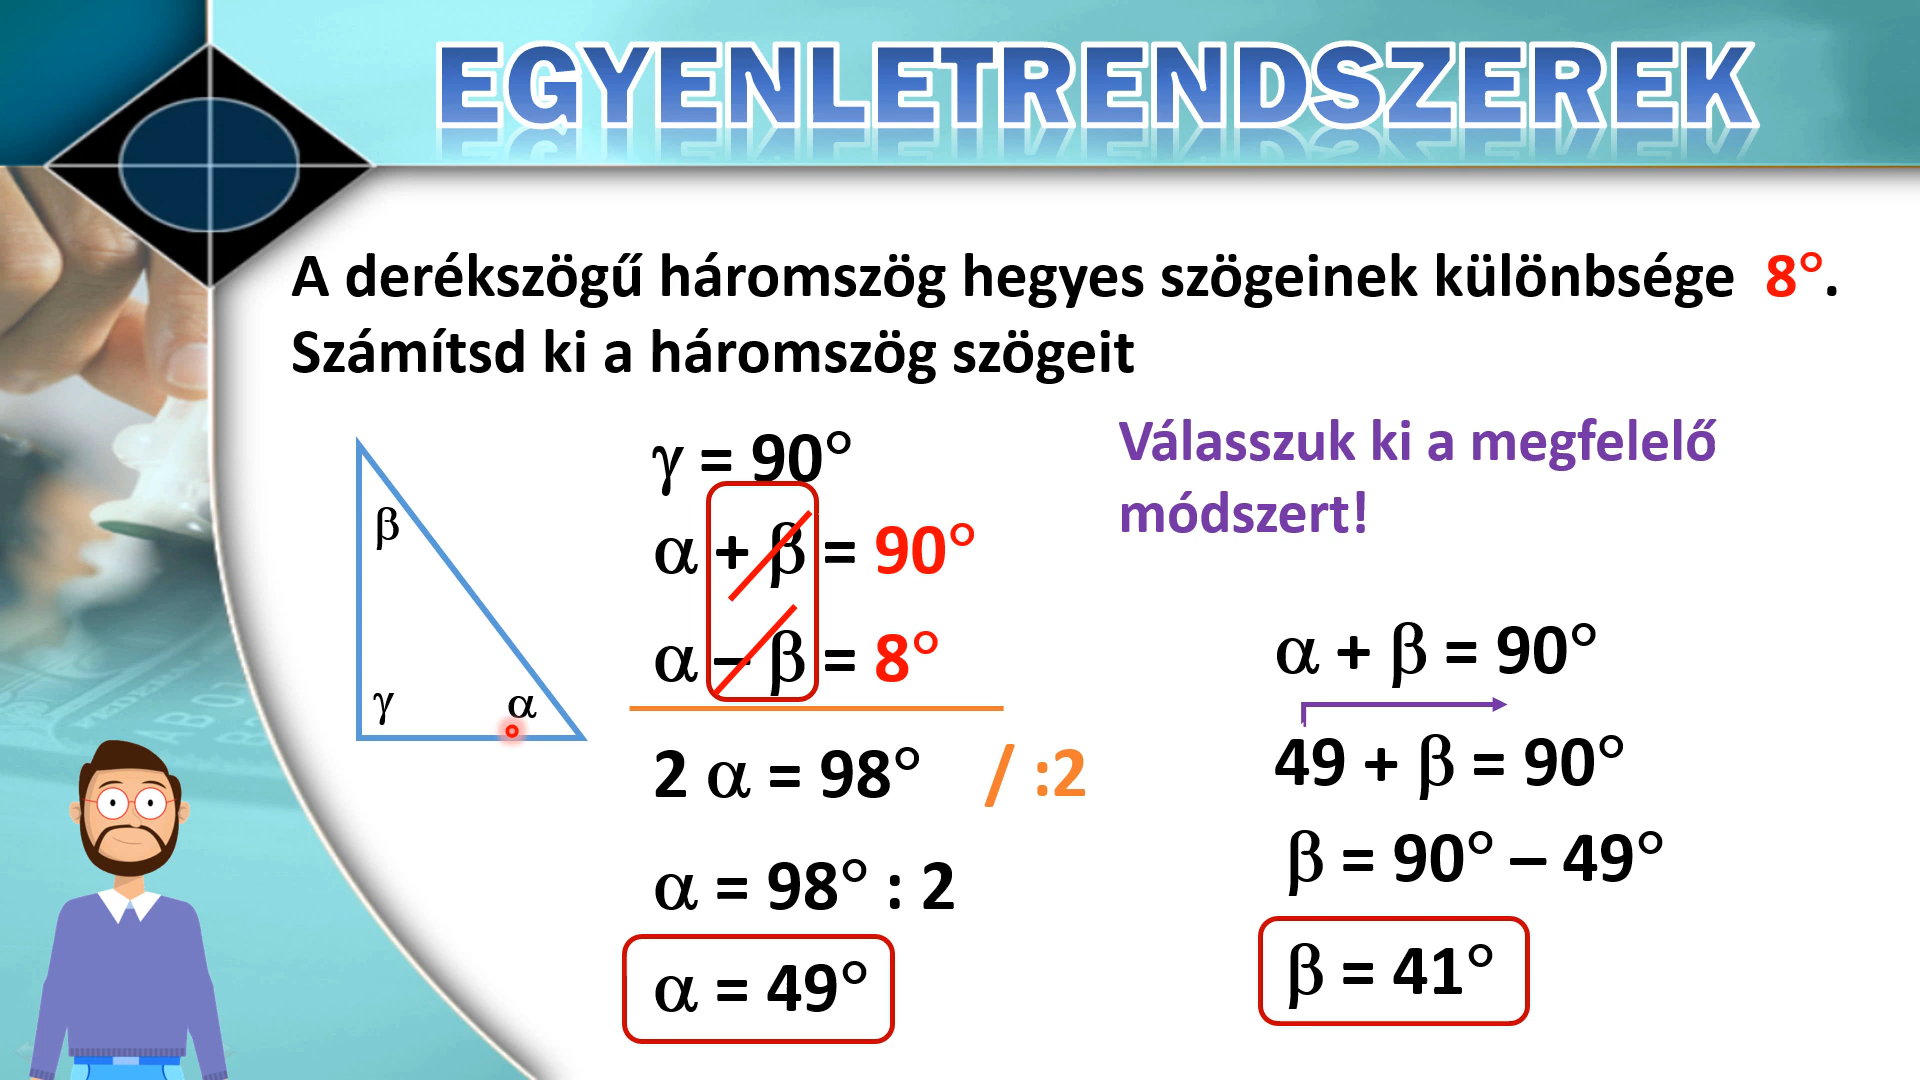 EGYENLETRENDSZEREK
A derékszögű háromszög hegyes szögeinek különbsége 8°.
Számítsd ki a háromszög szögeit
β
γ
α
γ = 90°
α + β = 90°
α – β = 8°
2 α = 98° / :2
α = 98° : 2
α = 49°
Válasszuk ki a megfelelő
módszert!
α + β = 90°
49 + β = 90°
β = 90° – 49°
β = 41°